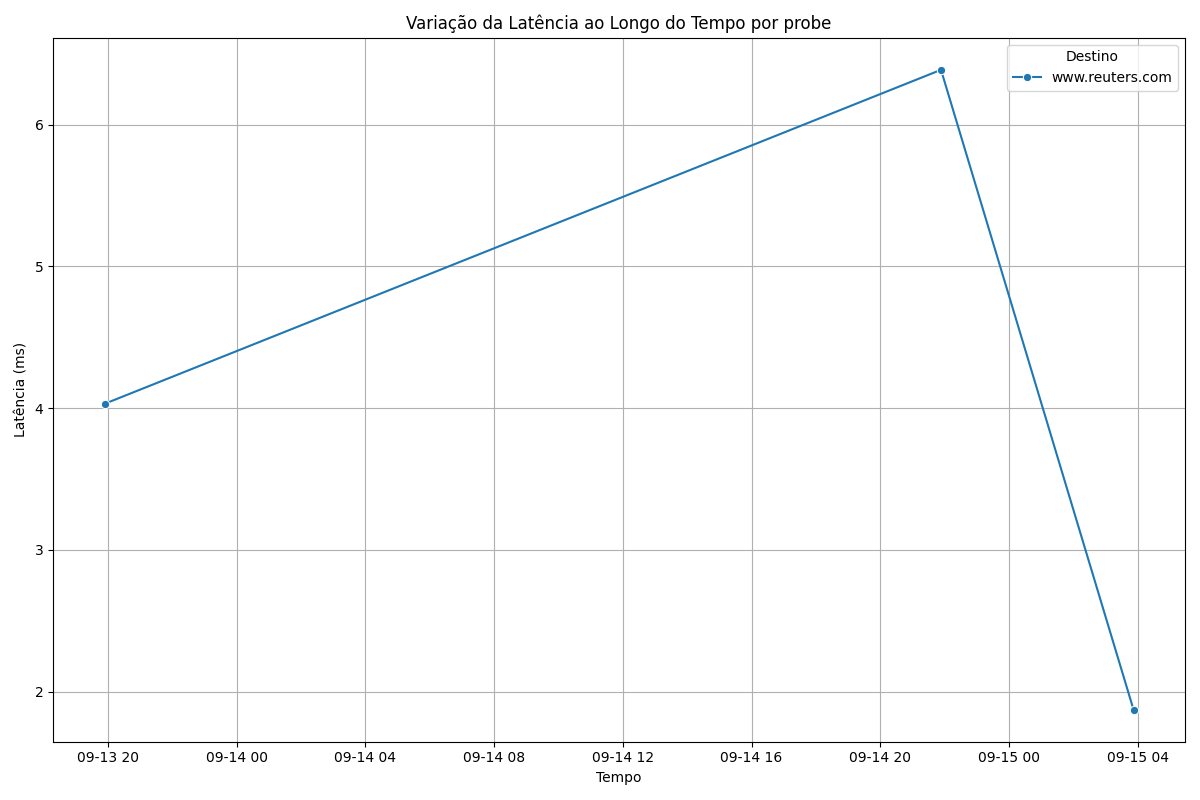 Variação da Latência ao Longo do Tempo por probe
Destino
www.reuters.com
Latência (ms)
6
5
4
3
2
09-13 20
09-14 00
09-14 04
09-14 08
09-14 12
09-14 16
09-14 20
09-15 00
09-15 04
Tempo